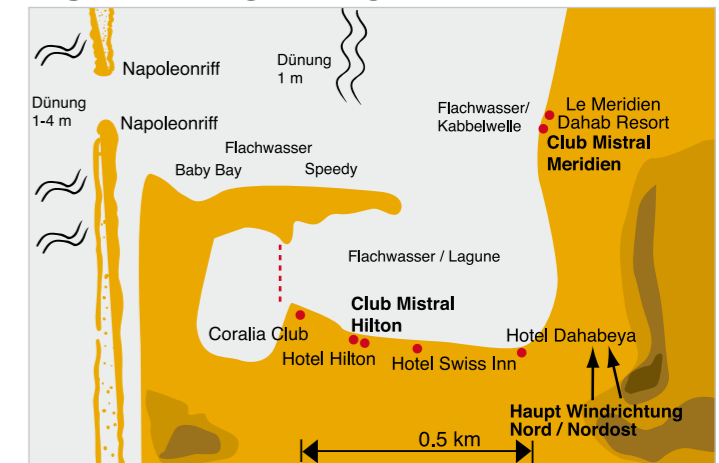 Napoleonriff
Dünung
1 m
Dünung
1-4 m
Napoleonriff
Flachwasser/
Kabbelwelle
Le Meridien
Dahab Resort
Club Mistral
Meridien
Flachwasser
Baby Bay
Speedy
Flachwasser / Lagune
Club Mistral
Hilton
Coralia Club
Hotel Hilton
Hotel Swiss Inn
Hotel Dahabeya
Haupt Windrichtung
Nord / Nordost
0.5 km